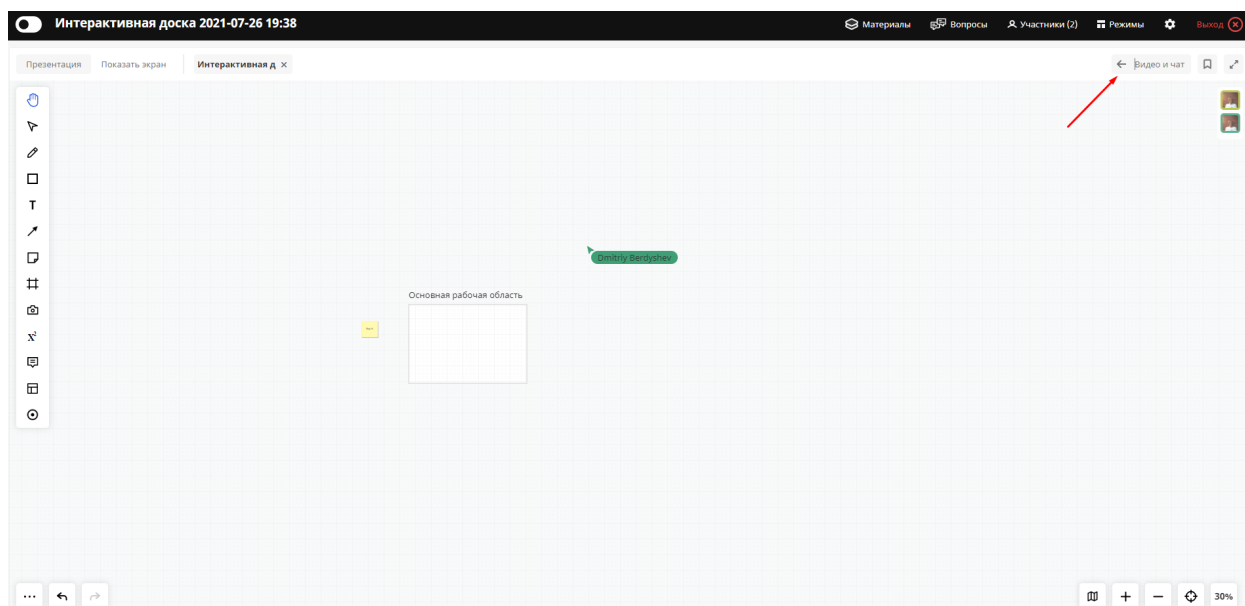 Интерактивная доска 2021-07-26 19:38
Материалы
Вопросы
Участники (2)
Режимы
Выход
Презентация
Показать экран
Интерактивная д
Видео и чат
T
x²
Dmitriy Berdyshev
Основная рабочая область
30%